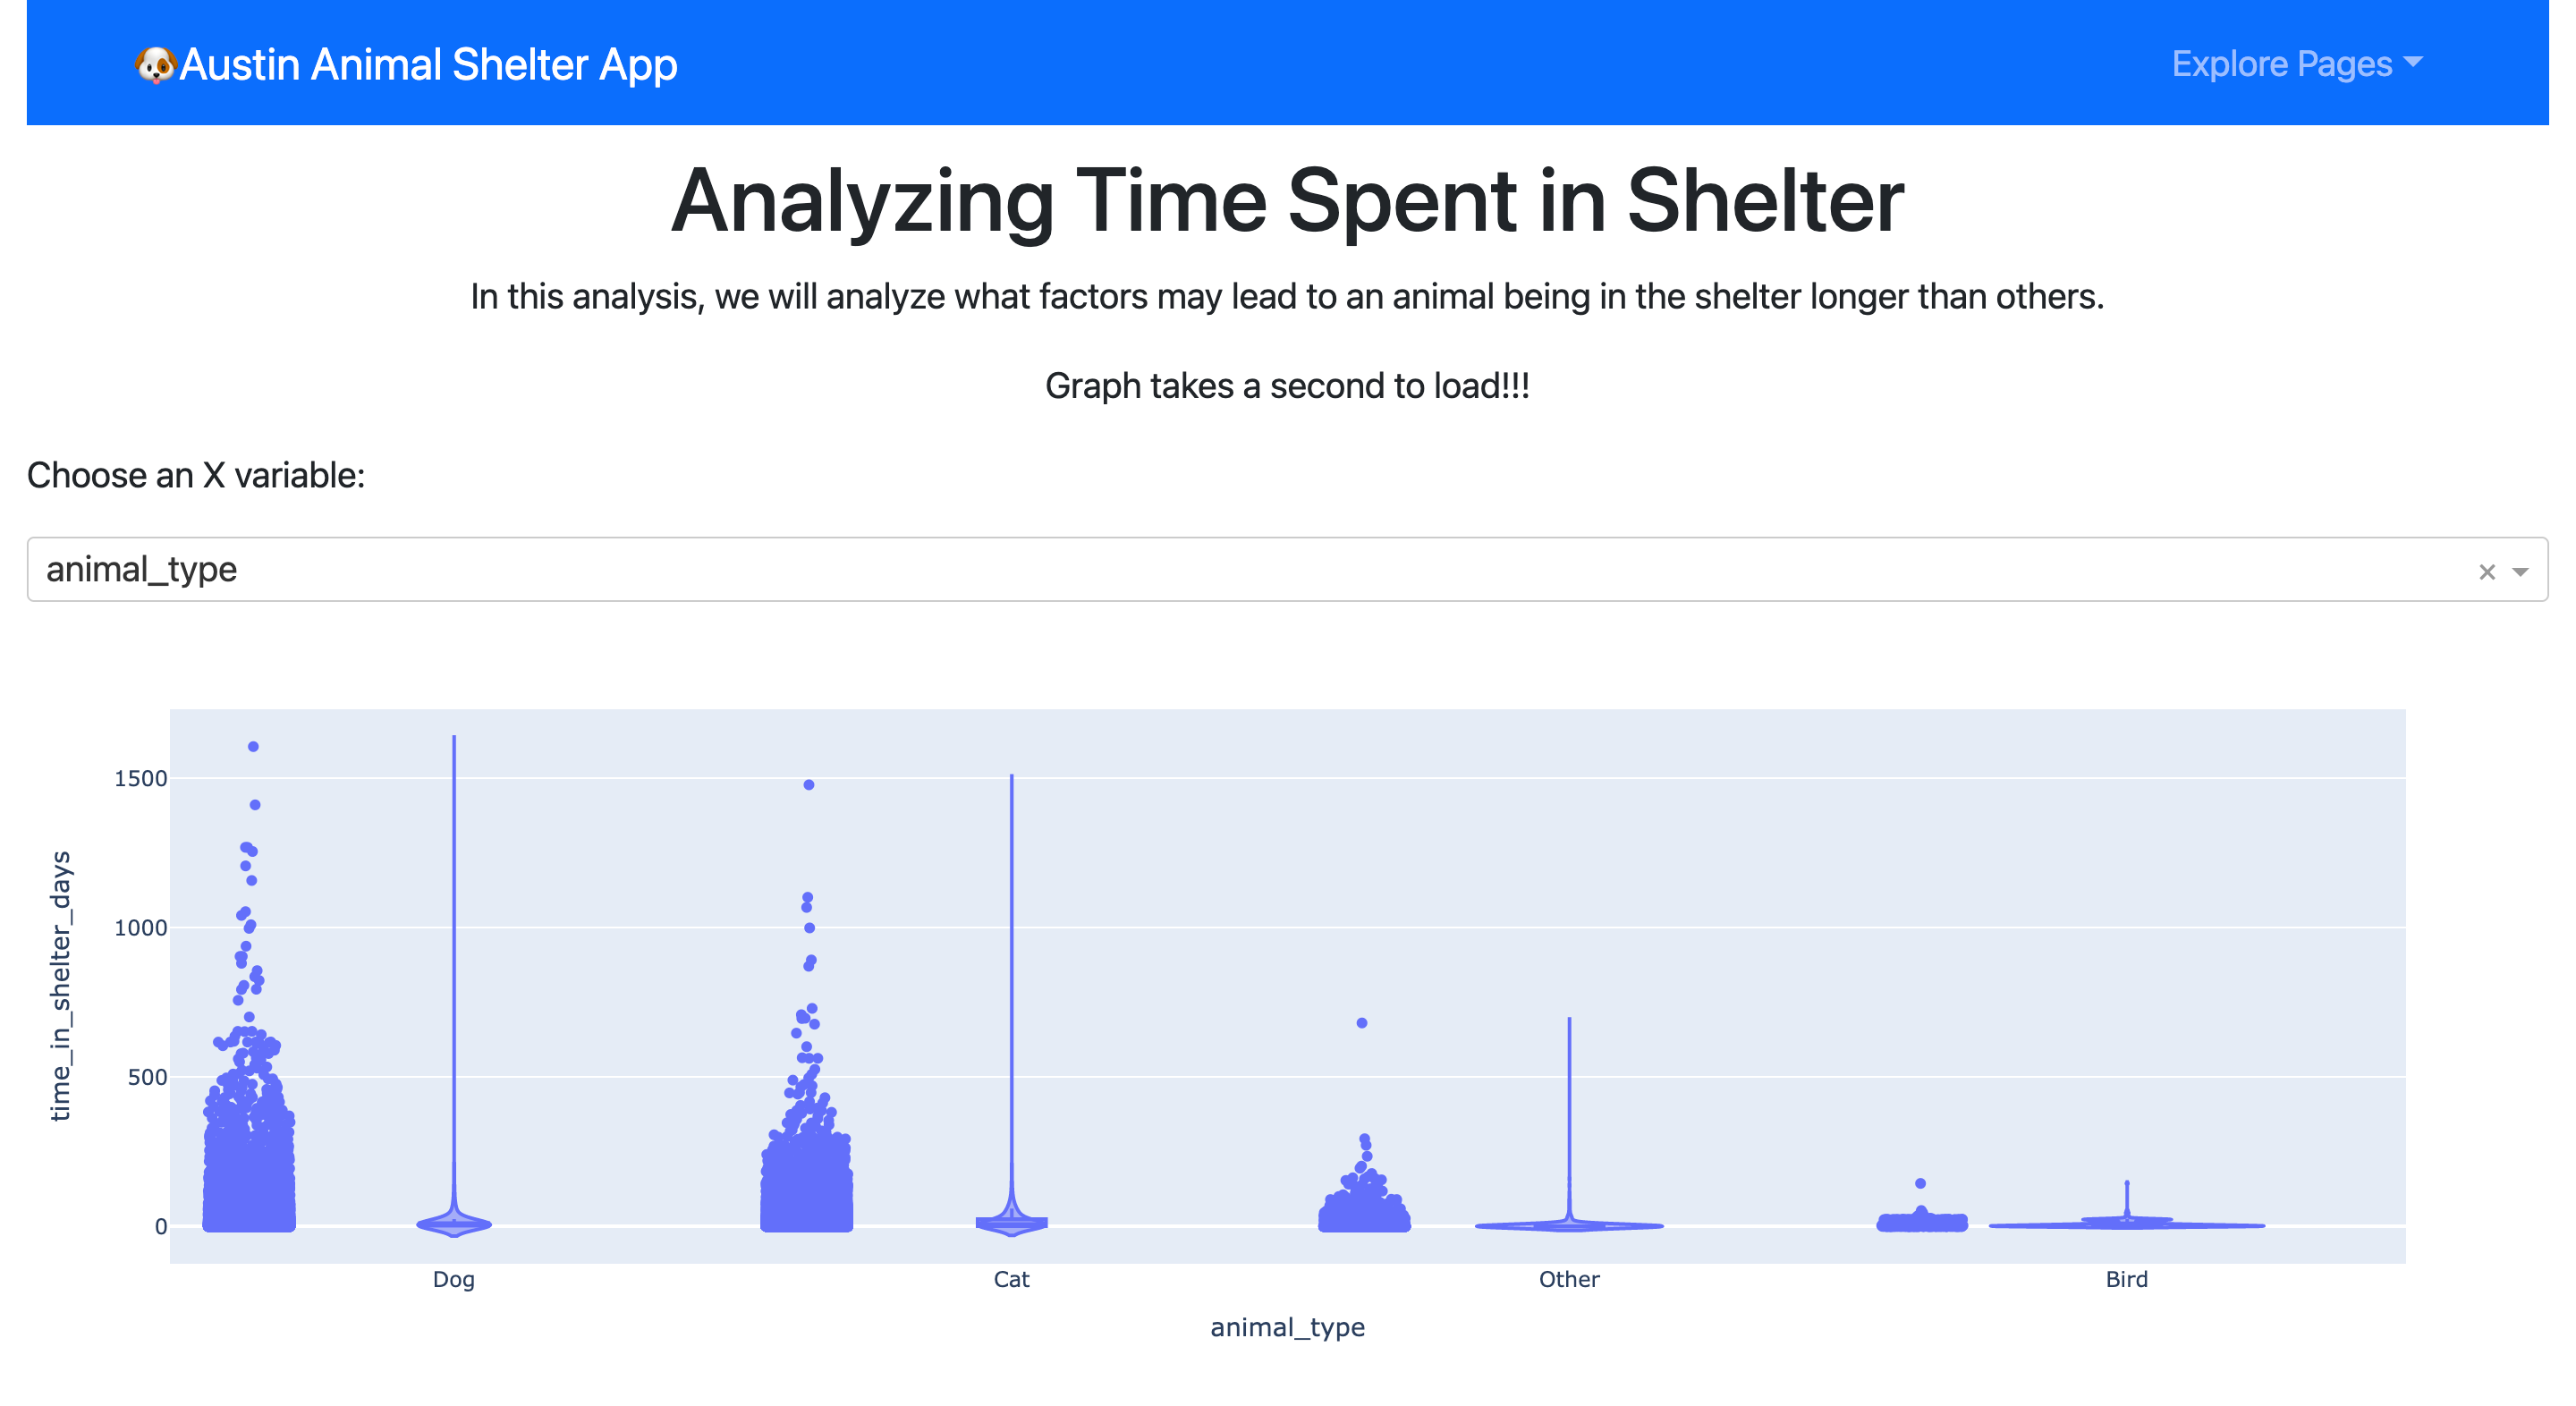 🐶Austin Animal Shelter App
Explore Pages
Analyzing Time Spent in Shelter
In this analysis, we will analyze what factors may lead to an animal being in the shelter longer than others.
Graph takes a second to load!!!
Choose an X variable:
animal_type
time_in_shelter_days
1500
1000
500
0
Dog Cat Other Bird
animal_type